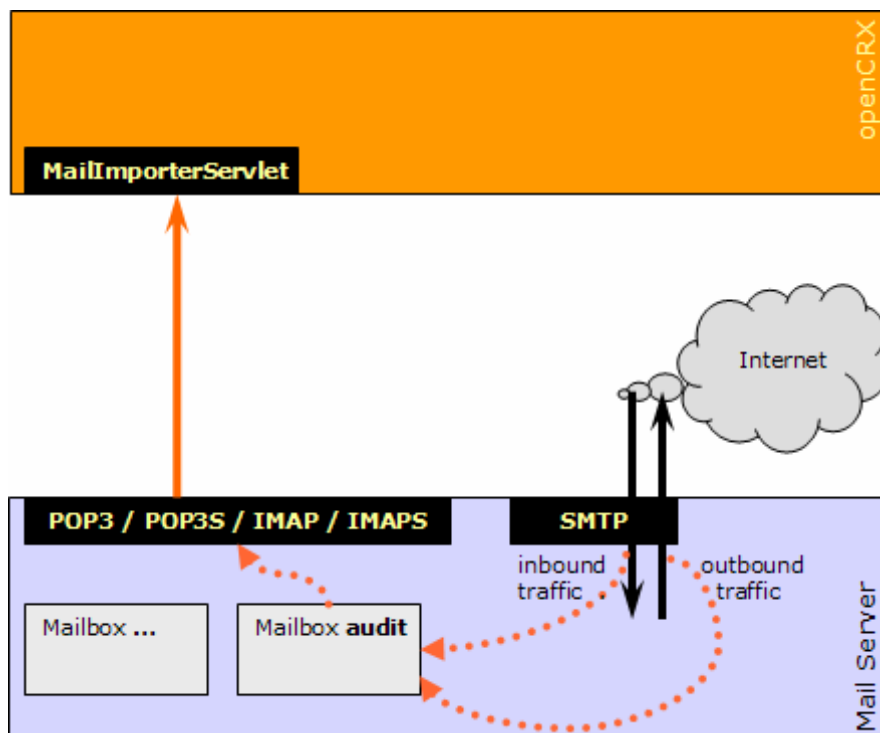 openCRX
MailImporterServlet
Internet
POP3 / POP3S / IMAP / IMAPS
SMTP
inbound
traffic
outbound
traffic
Mailbox ...
Mailbox audit
Mail Server